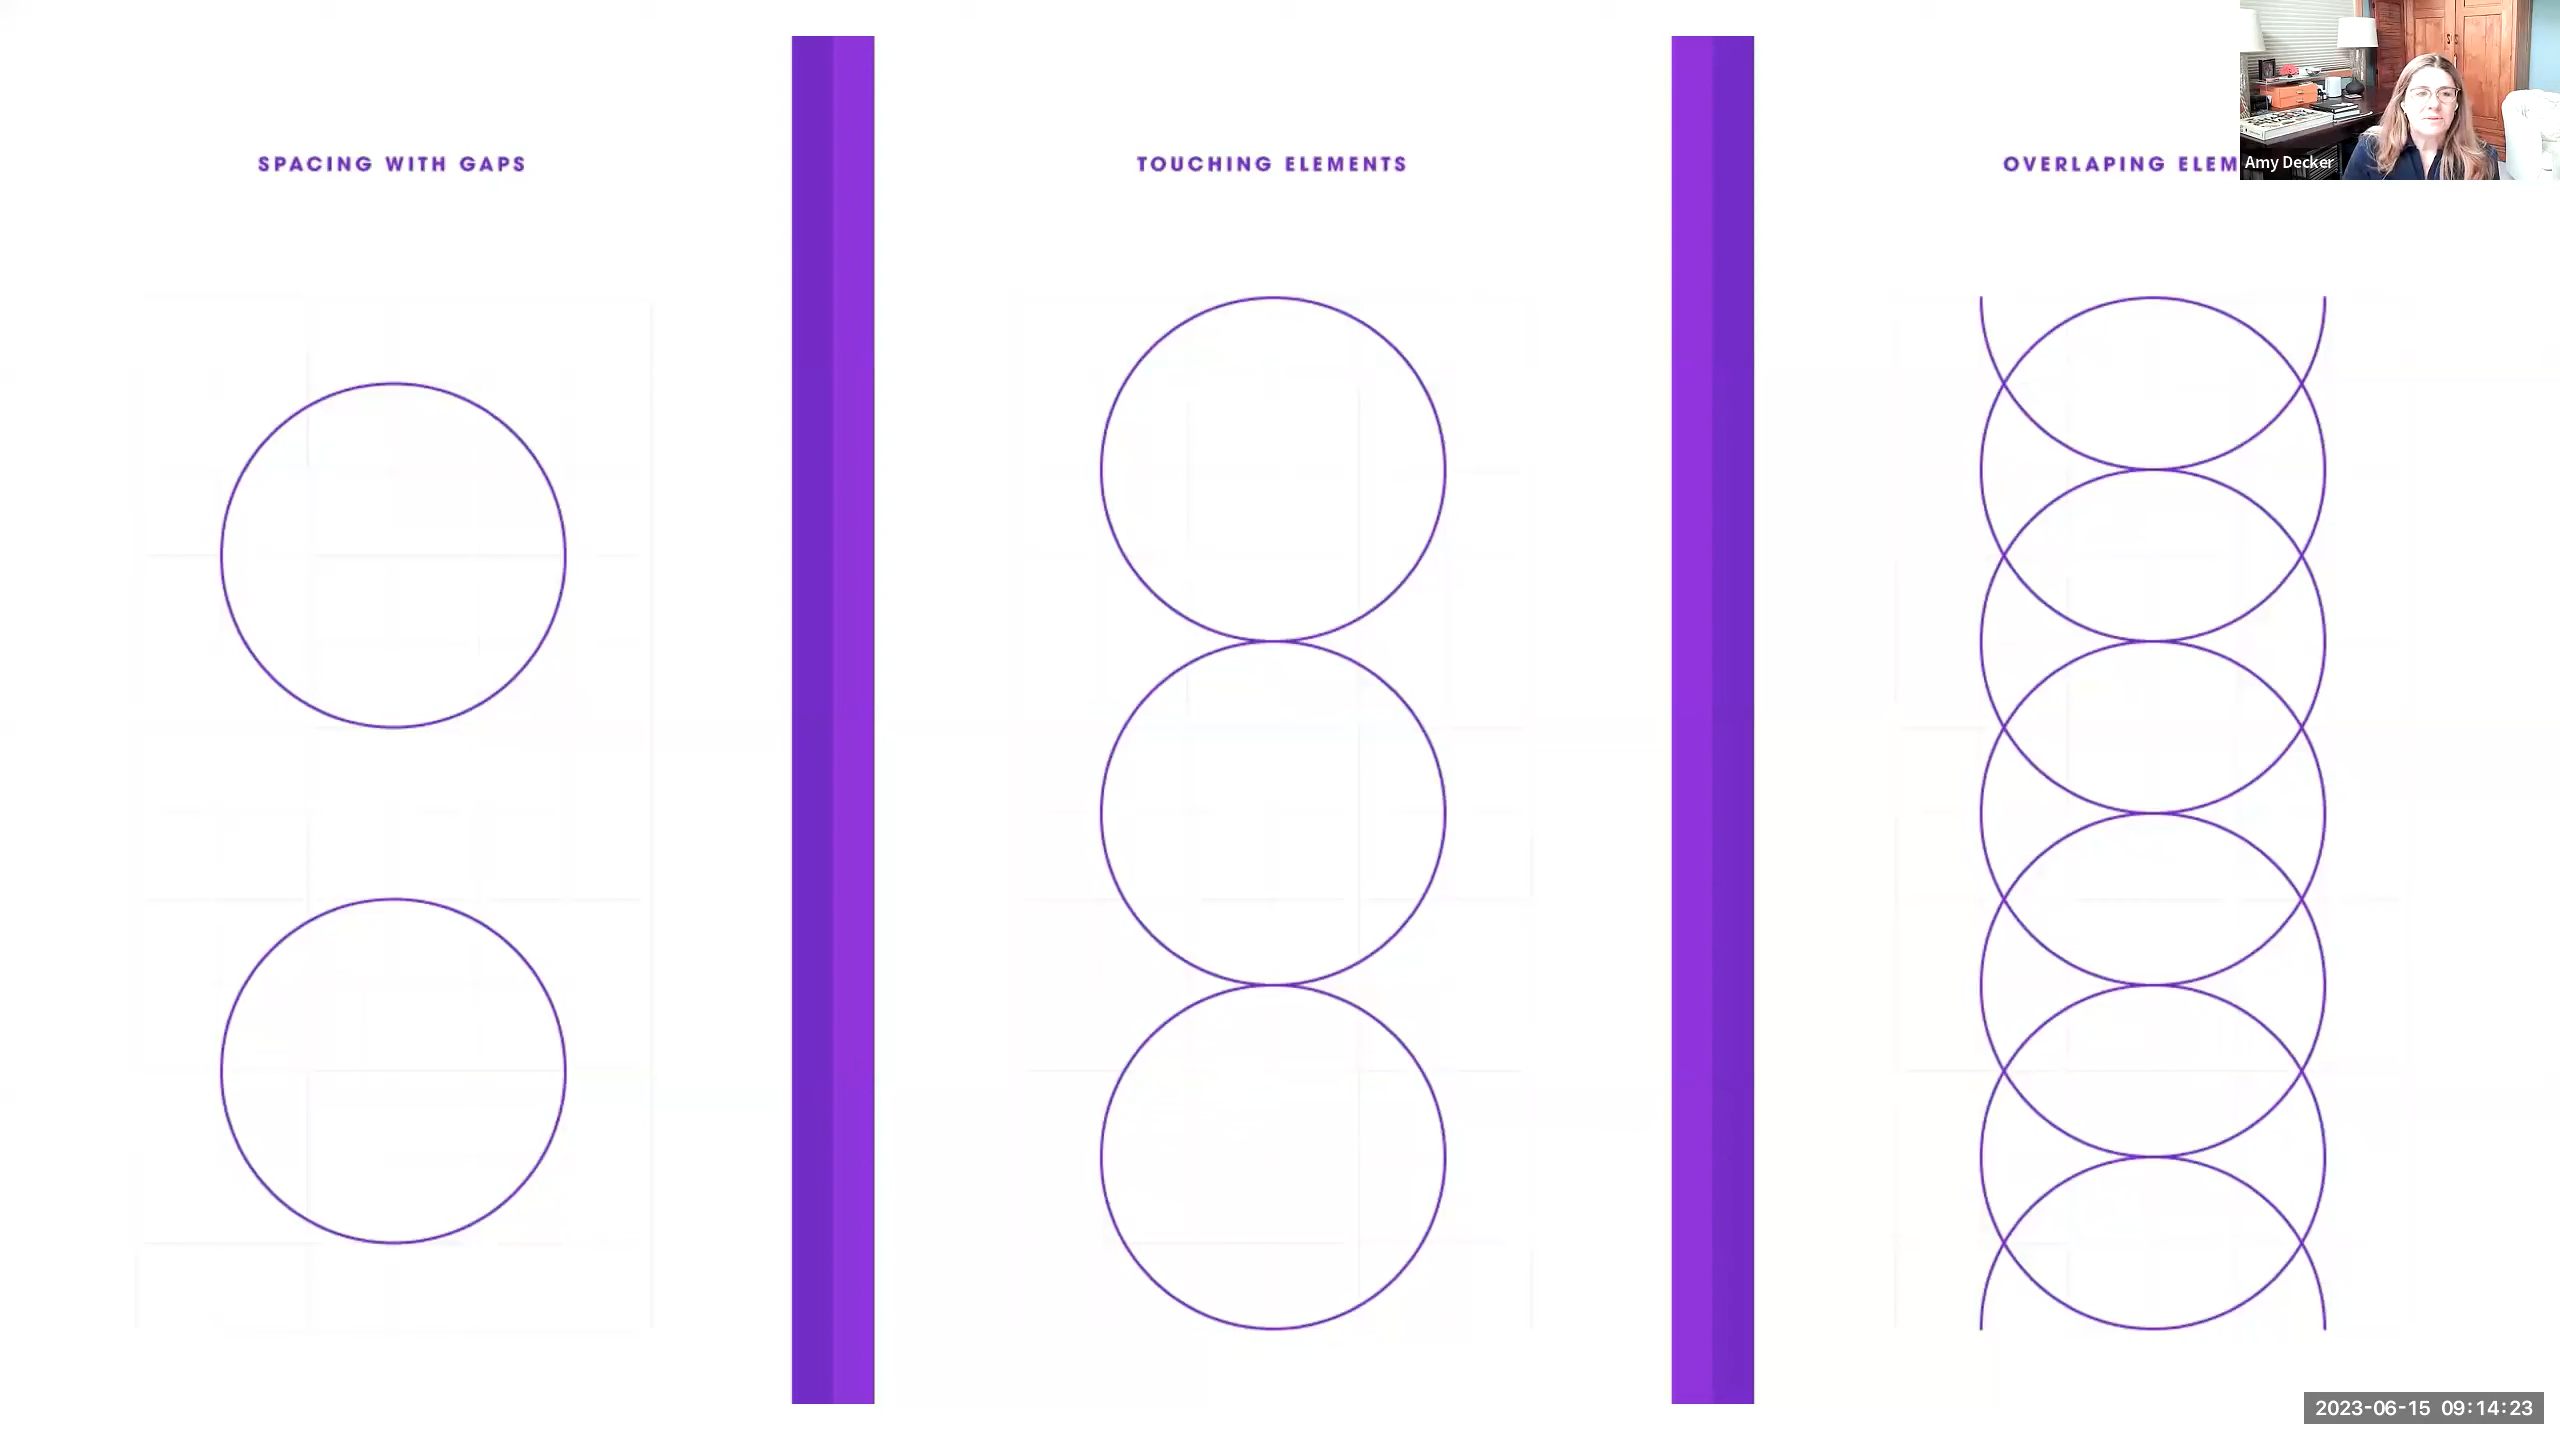 SPACING WITH GAPS
TOUCHING ELEMENTS
OVERLAPING ELEM
Amy Decker
2023-06-15 09:14:23